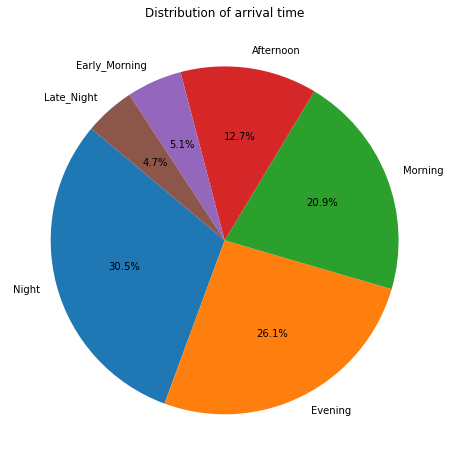 Distribution of arrival time
Afternoon
Early_Morning
Late_Night
12.7%
5.1%
4.7%
Morning
20.9%
30.5%
Night
26.1%
Evening